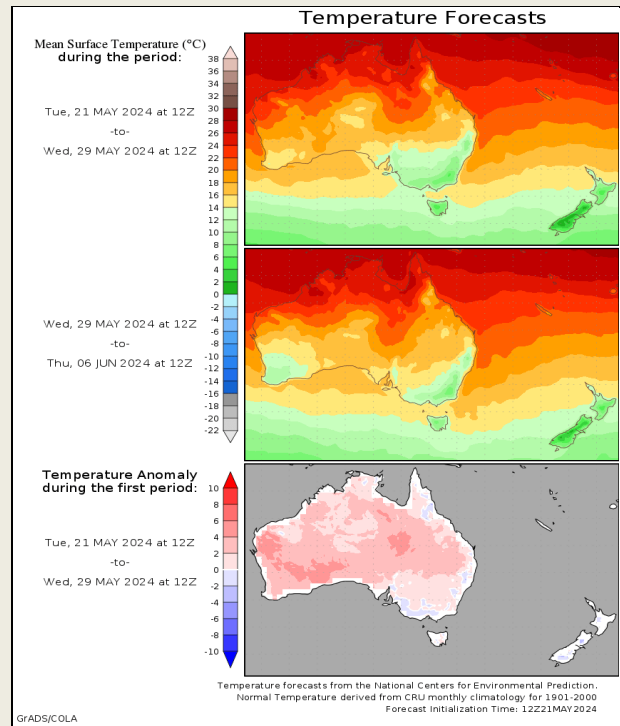 Temperature Forecasts
Mean Surface Temperature (°C)
during the period:
Tue, 21 MAY 2024 at 12Z
-to-
Wed, 29 MAY 2024 at 12Z
38
36
34
32
30
28
26
24
22
20
18
16
14
12
10
8
6
4
2
0
-2
-4
-6
-8
-10
-12
-14
-16
-18
-20
-22
Wed, 29 MAY 2024 at 12Z
-to-
Thu, 06 JUN 2024 at 12Z
Temperature Anomaly
during the first period:
Tue, 21 MAY 2024 at 12Z
-to-
Wed, 29 MAY 2024 at 12Z
10
8
6
4
2
0
-2
-4
-6
-8
-10
Temperature forecasts from the National Centers for Environmental Prediction.
Normal Temperature derived from CRU monthly climatology for 1901-2000
Forecast Initialization Time: 12Z21MAY2024
GrADS/COLA